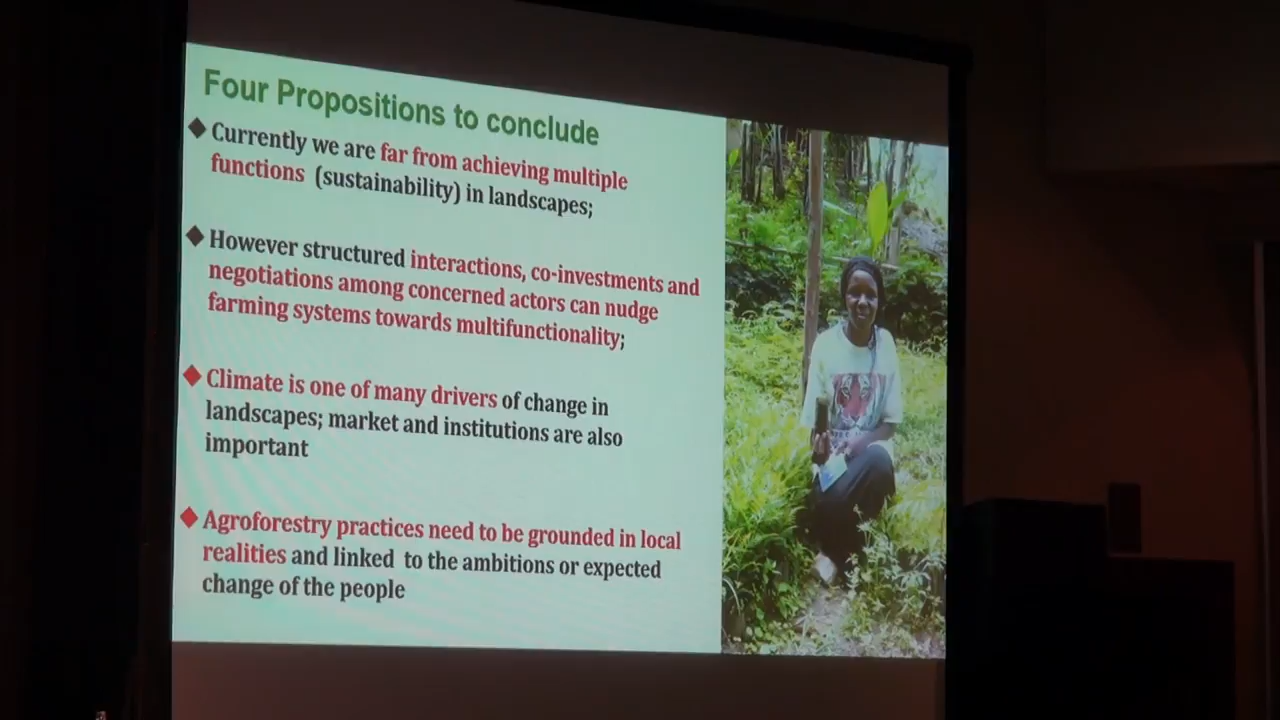 Four Propositions to conclude
Currently we are far from achieving multiple
functions (sustainability) in landscapes;
However structured interactions, co-investments and
negotiations among concerned actors can nudge
farming systems towards multifunctionality;
Climate is one of many drivers of change in
landscapes; market and institutions are also
important
Agroforestry practices need to be grounded in local
realities and linked to the ambitions or expected
change of the people